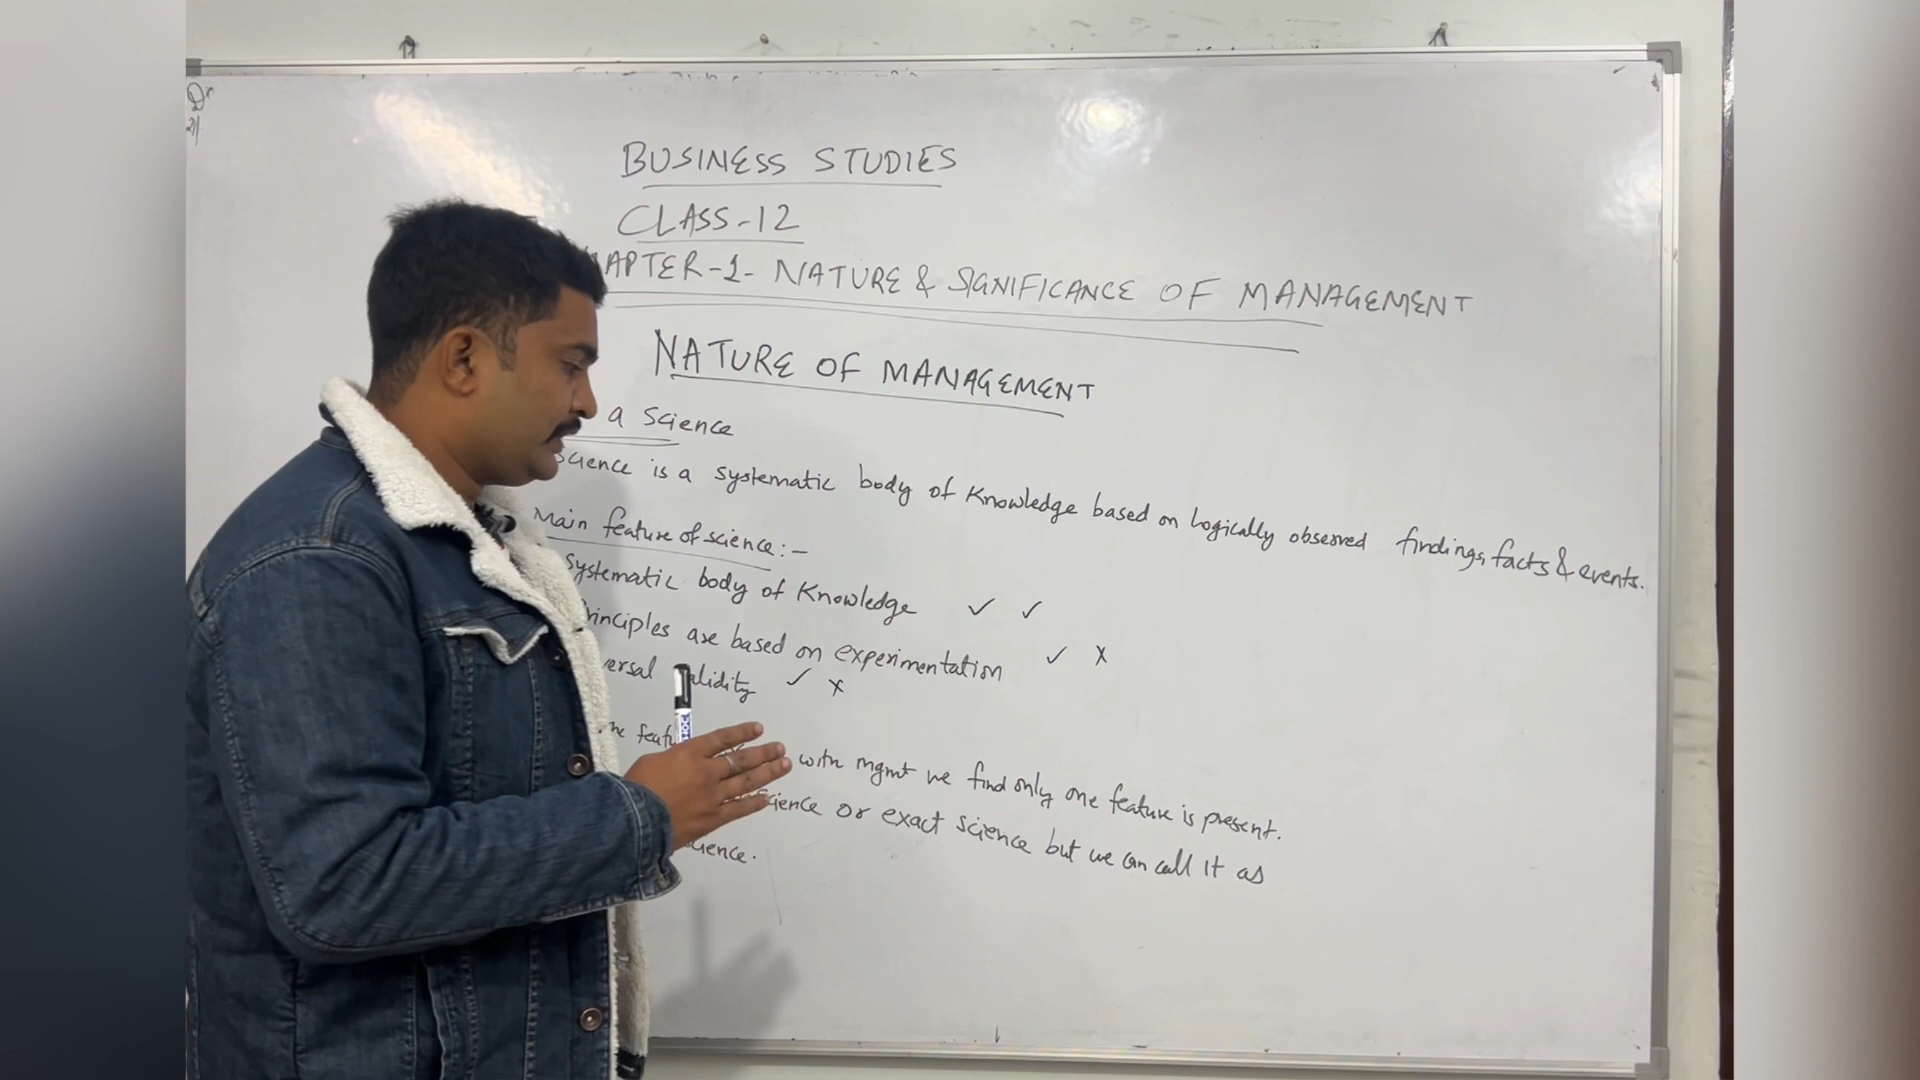 BUSINESS STUDIES
CLASS-12
APTER-1- NATURE & SIGNIFICANCE OF MANAGEMENT
NATURE OF MANAGEMENT
a Science
Science is a systematic body of Knowledge based on logically observed findings, facts & events.
Main feature of science:-
Systematic body of Knowledge ✓ ✓
Principles are based on experimentation ✓ x
ersal validity ✓ x
with mgmt we find only one feature is present.
science or exact science but we can call it as